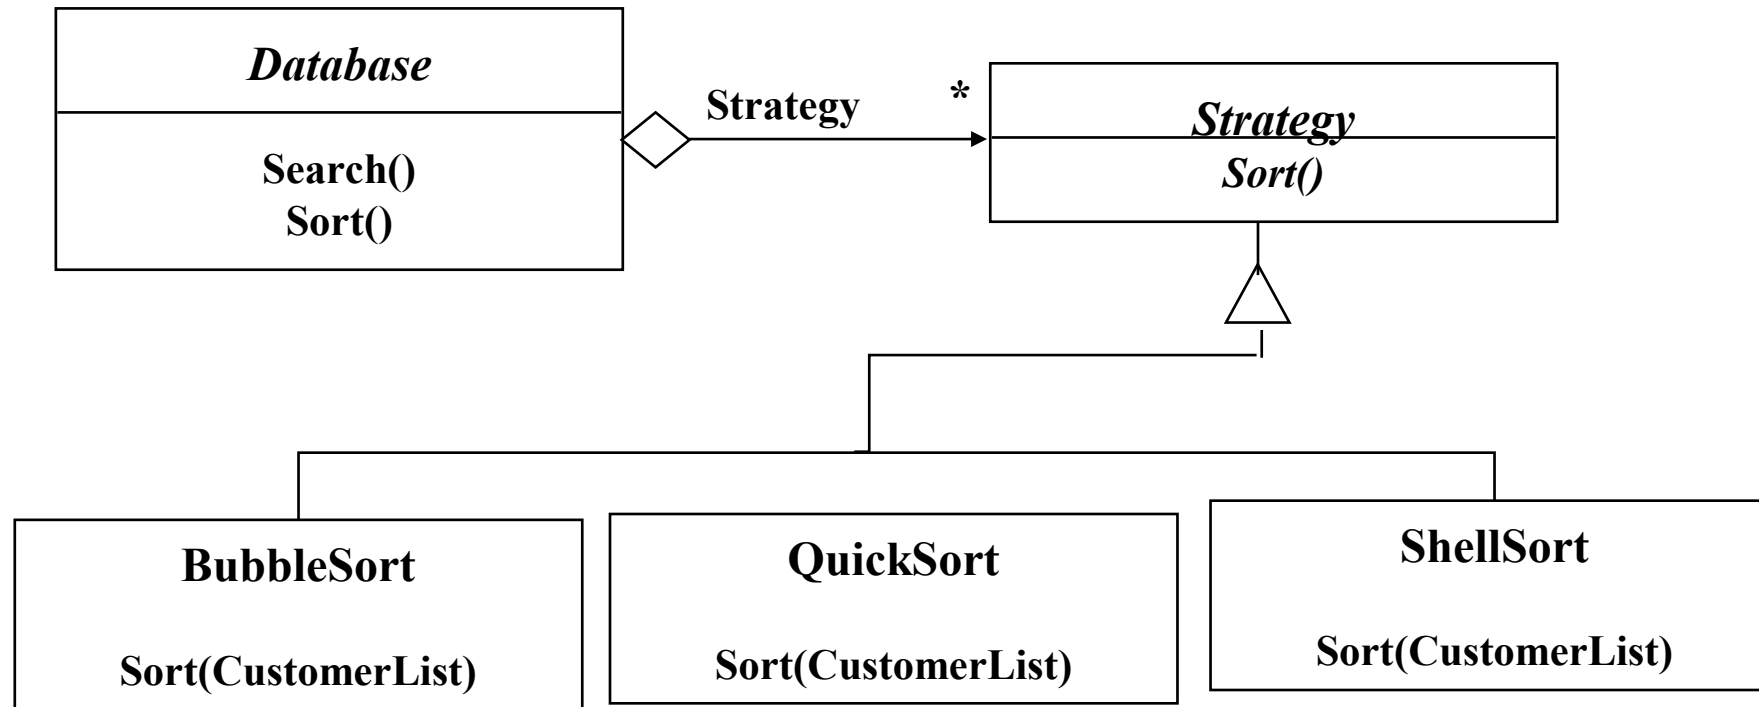 Database
Search()
Sort()
Strategy
*
Strategy
Sort()
BubbleSort
Sort(CustomerList)
QuickSort
Sort(CustomerList)
ShellSort
Sort(CustomerList)